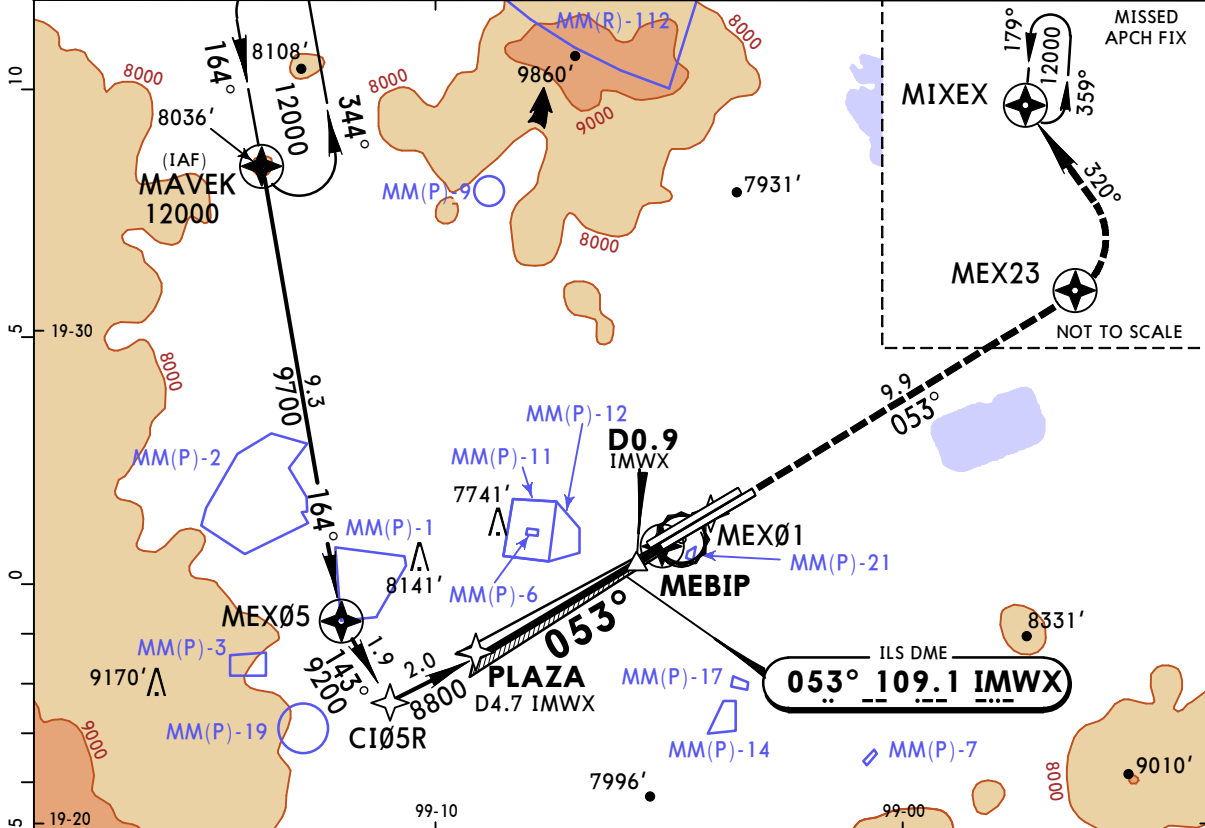 MM(R)-112
MISSED
APCH FIX
8000
8108'
164°
12000
344°
8000
9860'
9000
8000
179°
12000
359°
MIXEX
10
8036'
(IAF)
MAVEK
12000
MM(P)-9
7931'
320°
8000
MEX23
NOT TO SCALE
5
19-30
8000
9.3
9700
9.9
053°
MM(P)-12
D0.9
IMWX
MM(P)-2
MM(P)-11
7741'
164°
MM(P)-1
8141'
MEXØ1
MM(P)-21
MM(P)-6
MEBIP
0
MEXØ5
053°
8331'
1.9
143°
9200
2.0
8800
MM(P)-3
9170'
PLAZA
D4.7 IMWX
MM(P)-17
ILS DME
053° 109.1 IMWX
CIØ5R
MM(P)-19
MM(P)-14
MM(P)-7
9000
7996'
8000
9010'
5
19-20
99-10
99-00